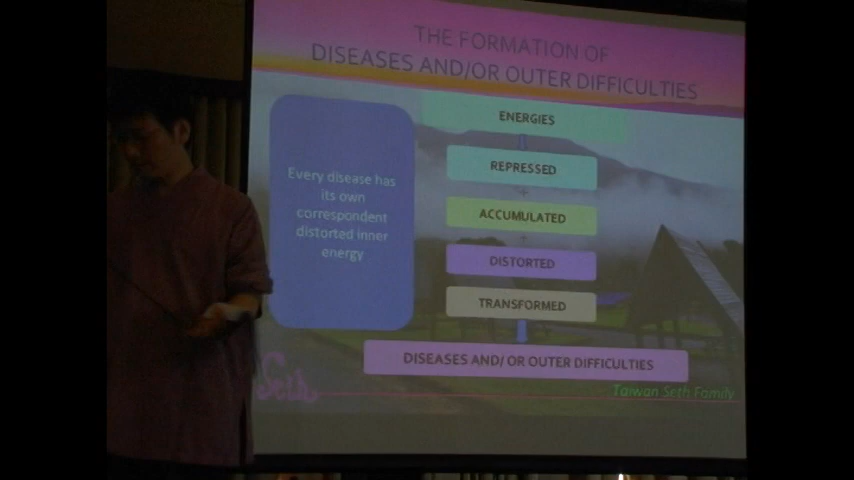 THE FORMATION OF
DISEASES AND/OR OUTER DIFFICULTIES
Every disease has
its own
correspondent
distorted inner
energy
ENERGIES
REPRESSED
ACCUMULATED
DISTORTED
TRANSFORMED
DISEASES AND/ OR OUTER DIFFICULTIES
Seth
Taiwan Seth Family